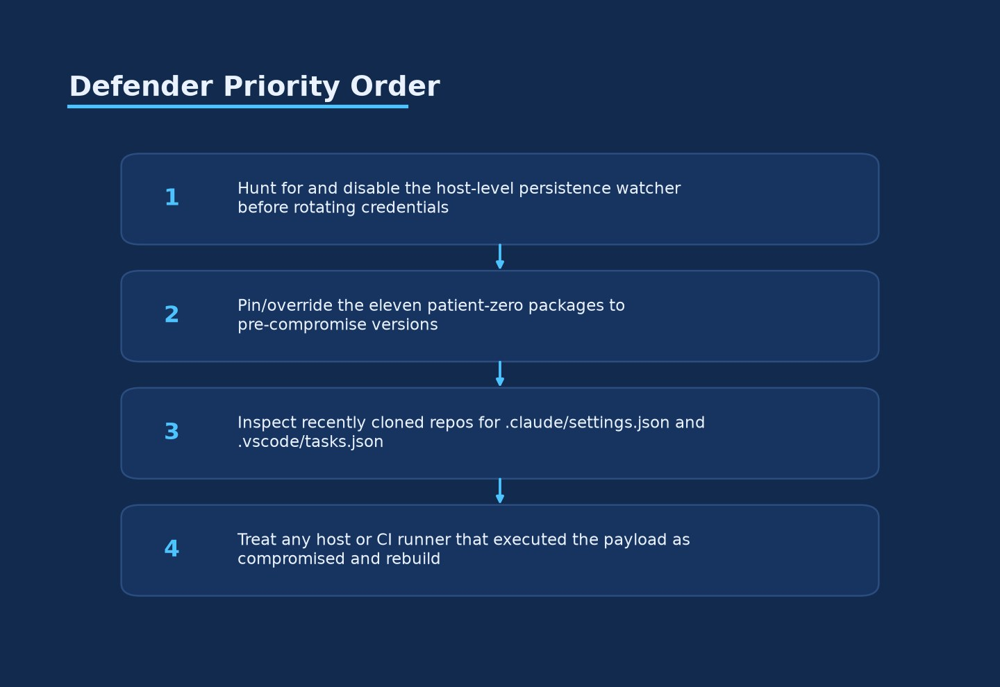 Defender Priority Order
1
Hunt for and disable the host-level persistence watcher
before rotating credentials
2
Pin/override the eleven patient-zero packages to
pre-compromise versions
3
Inspect recently cloned repos for .claude/settings.json and
.vscode/tasks.json
4
Treat any host or CI runner that executed the payload as
compromised and rebuild